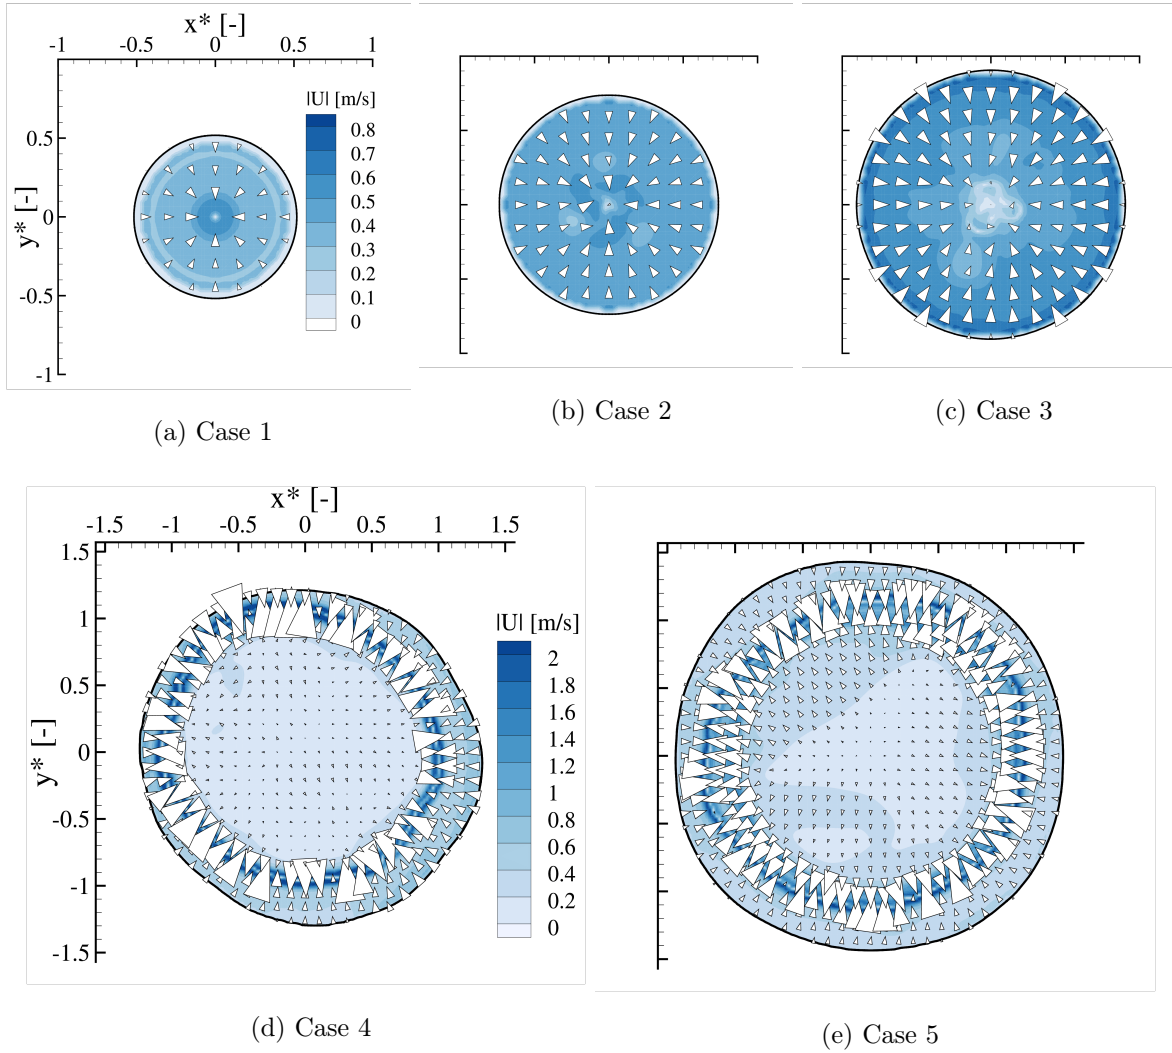 x* [-]
-1 -0.5 0 0.5 1
|U| [m/s]
0.8
0.7
0.6
0.5
0.4
0.3
0.2
0.1
0
y* [-]
0.5
0
-0.5
-1
(a) Case 1
(b) Case 2
(c) Case 3
x* [-]
-1.5 -1 -0.5 0 0.5 1 1.5
y* [-]
1.5
1
0.5
0
-0.5
-1
-1.5
|U| [m/s]
2
1.8
1.6
1.4
1.2
1
0.8
0.6
0.4
0.2
0
(d) Case 4
(e) Case 5